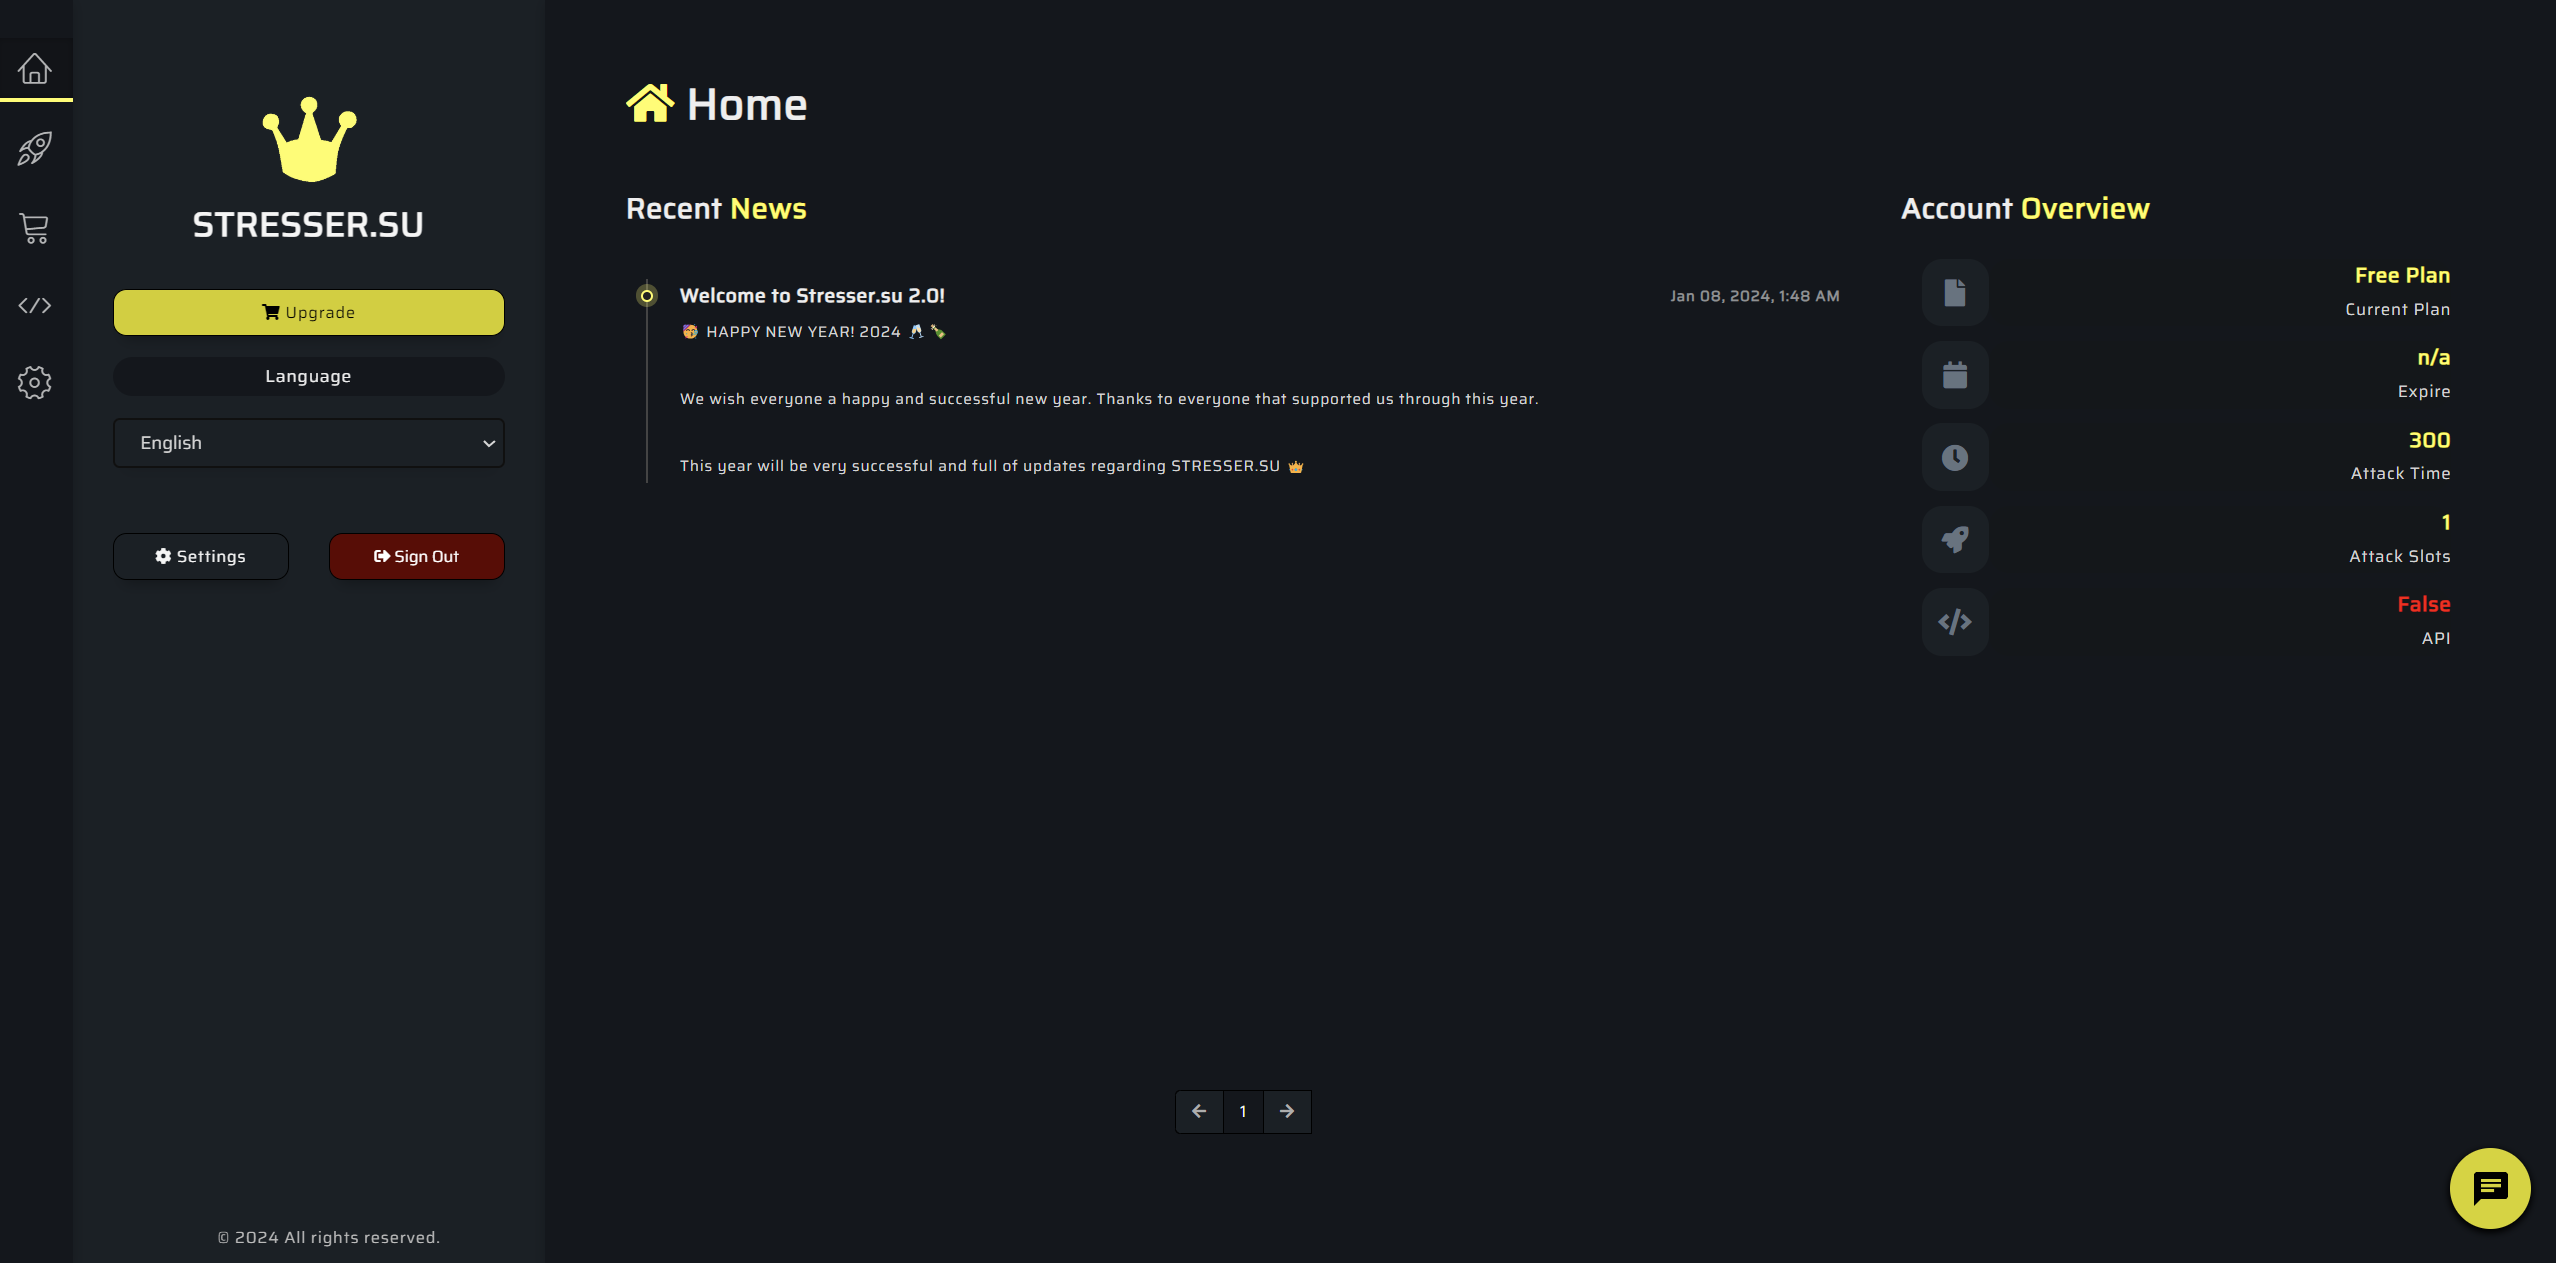 STRESSER.SU
Upgrade
Language
English
Settings
Sign Out
© 2024 All rights reserved.
Home
Recent News
Welcome to Stresser.su 2.0!
Jan 08, 2024, 1:48 AM
🥳 HAPPY NEW YEAR! 2024 🥂 🍾
We wish everyone a happy and successful new year. Thanks to everyone that supported us through this year.
This year will be very successful and full of updates regarding STRESSER.SU 👑
1
Account Overview
Free Plan
Current Plan
n/a
Expire
300
Attack Time
1
Attack Slots
False
API